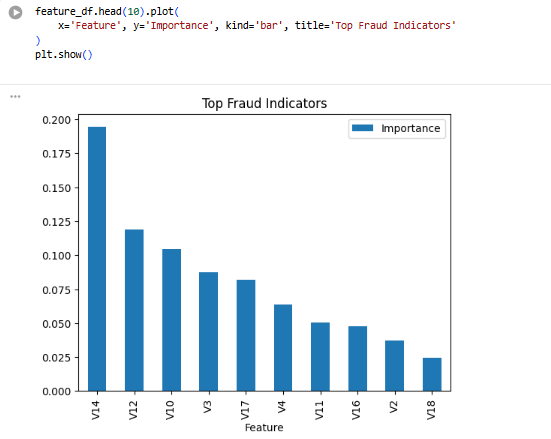 feature_df.head(10).plot(
x='Feature', y='Importance', kind='bar', title='Top Fraud Indicators'
)
plt.show()
Top Fraud Indicators
Importance
0.200
0.175
0.150
0.125
0.100
0.075
0.050
0.025
0.000
V14 V12 V10 V3 V17 V4 V11 V16 V2 V18
Feature